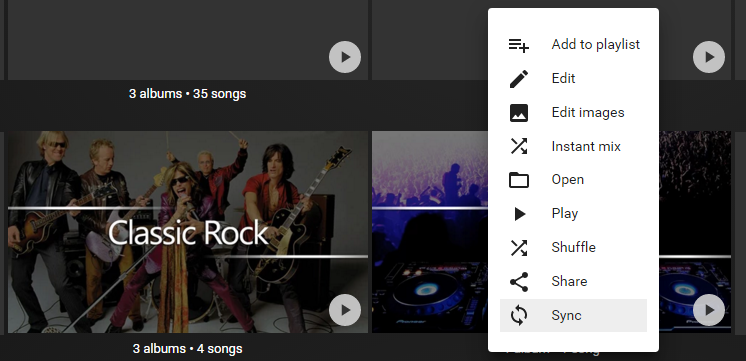 3 albums • 35 songs
Add to playlist
Edit
Edit images
Instant mix
Open
Play
Shuffle
Share
Sync
Classic Rock
Pioneer
3 albums • 4 songs